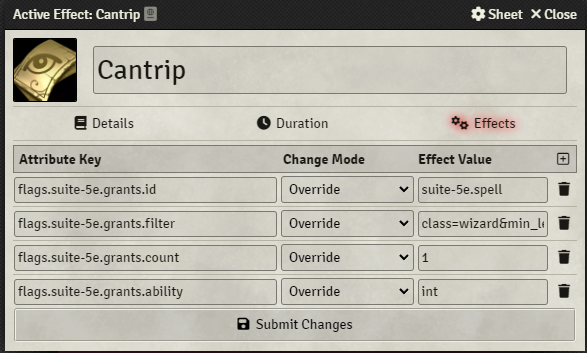 Active Effect: Cantrip Sheet Close
Cantrip
Details Duration Effects
Attribute Key Change Mode Effect Value
flags.suite-5e.grants.id Override suite-5e.spell
flags.suite-5e.grants.filter Override class=wizard&min_le
flags.suite-5e.grants.count Override 1
flags.suite-5e.grants.ability Override int
Submit Changes